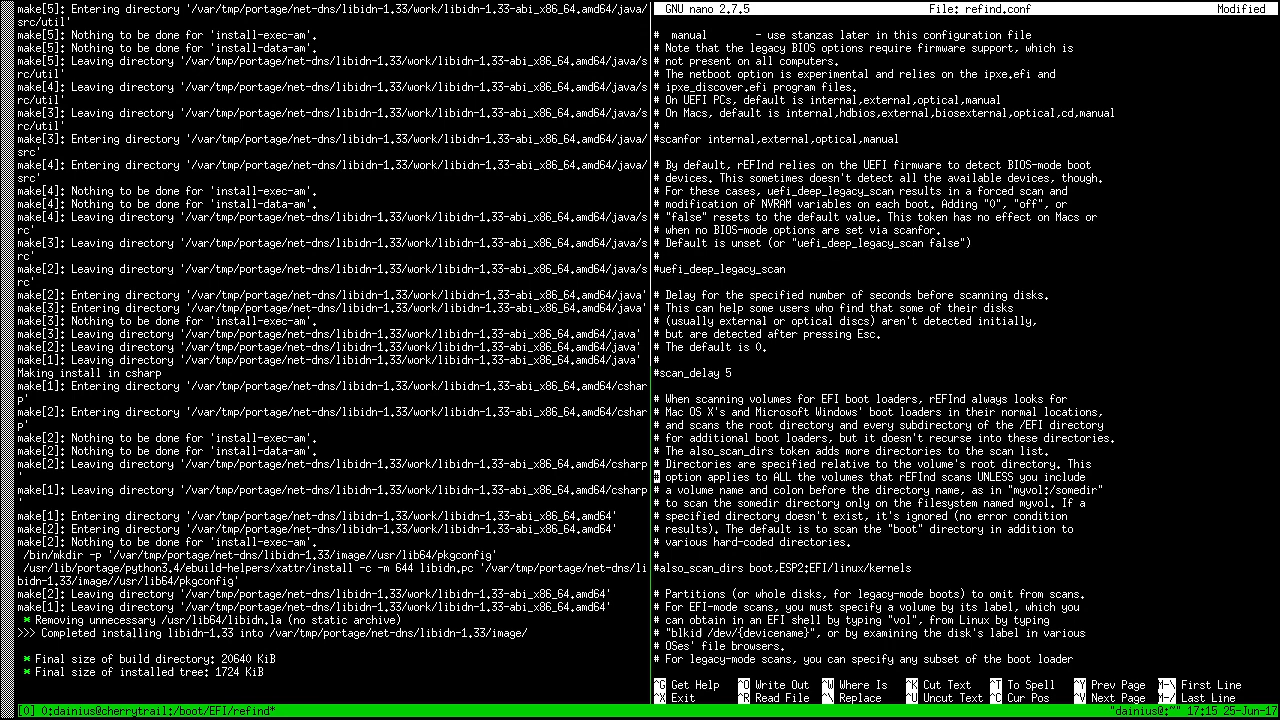 make[5]: Entering directory '/var/tmp/portage/net-dns/libidn-1.33/work/libidn-1.33-abi_x86_64.amd64/java/
src/util'
make[5]: Nothing to be done for 'install-exec-am'.
make[5]: Nothing to be done for 'install-data-am'.
make[5]: Leaving directory '/var/tmp/portage/net-dns/libidn-1.33/work/libidn-1.33-abi_x86_64.amd64/java/s
rc/util'
make[4]: Leaving directory '/var/tmp/portage/net-dns/libidn-1.33/work/libidn-1.33-abi_x86_64.amd64/java/s
rc/util'
make[3]: Leaving directory '/var/tmp/portage/net-dns/libidn-1.33/work/libidn-1.33-abi_x86_64.amd64/java/s
rc/util'
make[3]: Entering directory '/var/tmp/portage/net-dns/libidn-1.33/work/libidn-1.33-abi_x86_64.amd64/java/
src'
make[4]: Entering directory '/var/tmp/portage/net-dns/libidn-1.33/work/libidn-1.33-abi_x86_64.amd64/java/
src'
make[4]: Nothing to be done for 'install-exec-am'.
make[4]: Nothing to be done for 'install-data-am'.
make[4]: Leaving directory '/var/tmp/portage/net-dns/libidn-1.33/work/libidn-1.33-abi_x86_64.amd64/java/s
rc'
make[3]: Leaving directory '/var/tmp/portage/net-dns/libidn-1.33/work/libidn-1.33-abi_x86_64.amd64/java/s
rc'
make[2]: Leaving directory '/var/tmp/portage/net-dns/libidn-1.33/work/libidn-1.33-abi_x86_64.amd64/java/s
rc'
make[2]: Entering directory '/var/tmp/portage/net-dns/libidn-1.33/work/libidn-1.33-abi_x86_64.amd64/java'
make[3]: Entering directory '/var/tmp/portage/net-dns/libidn-1.33/work/libidn-1.33-abi_x86_64.amd64/java'
make[3]: Nothing to be done for 'install-exec-am'.
make[3]: Leaving directory '/var/tmp/portage/net-dns/libidn-1.33/work/libidn-1.33-abi_x86_64.amd64/java'
make[2]: Leaving directory '/var/tmp/portage/net-dns/libidn-1.33/work/libidn-1.33-abi_x86_64.amd64/java'
make[1]: Leaving directory '/var/tmp/portage/net-dns/libidn-1.33/work/libidn-1.33-abi_x86_64.amd64/java'
Making install in csharp
make[1]: Entering directory '/var/tmp/portage/net-dns/libidn-1.33/work/libidn-1.33-abi_x86_64.amd64/cshar
p'
make[2]: Entering directory '/var/tmp/portage/net-dns/libidn-1.33/work/libidn-1.33-abi_x86_64.amd64/cshar
p'
make[2]: Nothing to be done for 'install-exec-am'.
make[2]: Nothing to be done for 'install-data-am'.
make[2]: Leaving directory '/var/tmp/portage/net-dns/libidn-1.33/work/libidn-1.33-abi_x86_64.amd64/csharp
'
make[1]: Leaving directory '/var/tmp/portage/net-dns/libidn-1.33/work/libidn-1.33-abi_x86_64.amd64/csharp
'
make[1]: Entering directory '/var/tmp/portage/net-dns/libidn-1.33/work/libidn-1.33-abi_x86_64.amd64'
make[2]: Entering directory '/var/tmp/portage/net-dns/libidn-1.33/work/libidn-1.33-abi_x86_64.amd64'
make[2]: Nothing to be done for 'install-exec-am'.
/bin/mkdir -p '/var/tmp/portage/net-dns/libidn-1.33/image//usr/lib64/pkgconfig'
/usr/lib/portage/python3.4/ebuild-helpers/xattr/install -c -m 644 libidn.pc '/var/tmp/portage/net-dns/li
bidn-1.33/image//usr/lib64/pkgconfig'
make[2]: Leaving directory '/var/tmp/portage/net-dns/libidn-1.33/work/libidn-1.33-abi_x86_64.amd64'
make[1]: Leaving directory '/var/tmp/portage/net-dns/libidn-1.33/work/libidn-1.33-abi_x86_64.amd64'
* Removing unnecessary /usr/lib64/libidn.la (no static archive)
>>> Completed installing libidn-1.33 into /var/tmp/portage/net-dns/libidn-1.33/image/
* Final size of build directory: 20640 KiB
* Final size of installed tree: 1724 KiB
GNU nano 2.7.5 File: refind.conf Modified
# manual - use stanzas later in this configuration file
# Note that the legacy BIOS options require firmware support, which is
# not present on all computers.
# The netboot option is experimental and relies on the ipxe.efi and
# ipxe_discover.efi program files.
# On UEFI PCs, default is internal,external,optical,manual
# On Macs, default is internal,hdbios,external,biosexternal,optical,cd,manual
#
#scanfor internal,external,optical,manual
# By default, rEFInd relies on the UEFI firmware to detect BIOS-mode boot
# devices. This sometimes doesn't detect all the available devices, though.
# For these cases, uefi_deep_legacy_scan results in a forced scan and
# modification of NVRAM variables on each boot. Adding "0", "off", or
# "false" resets to the default value. This token has no effect on Macs or
# when no BIOS-mode options are set via scanfor.
# Default is unset (or "uefi_deep_legacy_scan false")
#
#uefi_deep_legacy_scan
# Delay for the specified number of seconds before scanning disks.
# This can help some users who find that some of their disks
# (usually external or optical discs) aren't detected initially,
# but are detected after pressing Esc.
# The default is 0.
#
#scan_delay 5
# When scanning volumes for EFI boot loaders, rEFInd always looks for
# Mac OS X's and Microsoft Windows' boot loaders in their normal locations,
# and scans the root directory and every subdirectory of the /EFI directory
# for additional boot loaders, but it doesn't recurse into these directories.
# The also_scan_dirs token adds more directories to the scan list.
# Directories are specified relative to the volume's root directory. This
# option applies to ALL the volumes that rEFInd scans UNLESS you include
# a volume name and colon before the directory name, as in "myvol:/somedir"
# to scan the somedir directory only on the filesystem named myvol. If a
# specified directory doesn't exist, it's ignored (no error condition
# results). The default is to scan the "boot" directory in addition to
# various hard-coded directories.
#
#also_scan_dirs boot,ESP2:EFI/linux/kernels
# Partitions (or whole disks, for legacy-mode boots) to omit from scans.
# For EFI-mode scans, you must specify a volume by its label, which you
# can obtain in an EFI shell by typing "vol", from Linux by typing
# "blkid /dev/{devicename}", or by examining the disk's label in various
# OSes' file browsers.
# For legacy-mode scans, you can specify any subset of the boot loader
^G Get Help ^O Write Out ^W Where Is ^K Cut Text ^T To Spell ^Y Prev Page M-\ First Line
^X Exit ^R Read File ^\ Replace ^U Uncut Text ^C Cur Pos ^V Next Page M-/ Last Line
[0] 0:dainius@cherrytrail:/boot/EFI/refind* "dainius@:~" 17:15 25-Jun-17